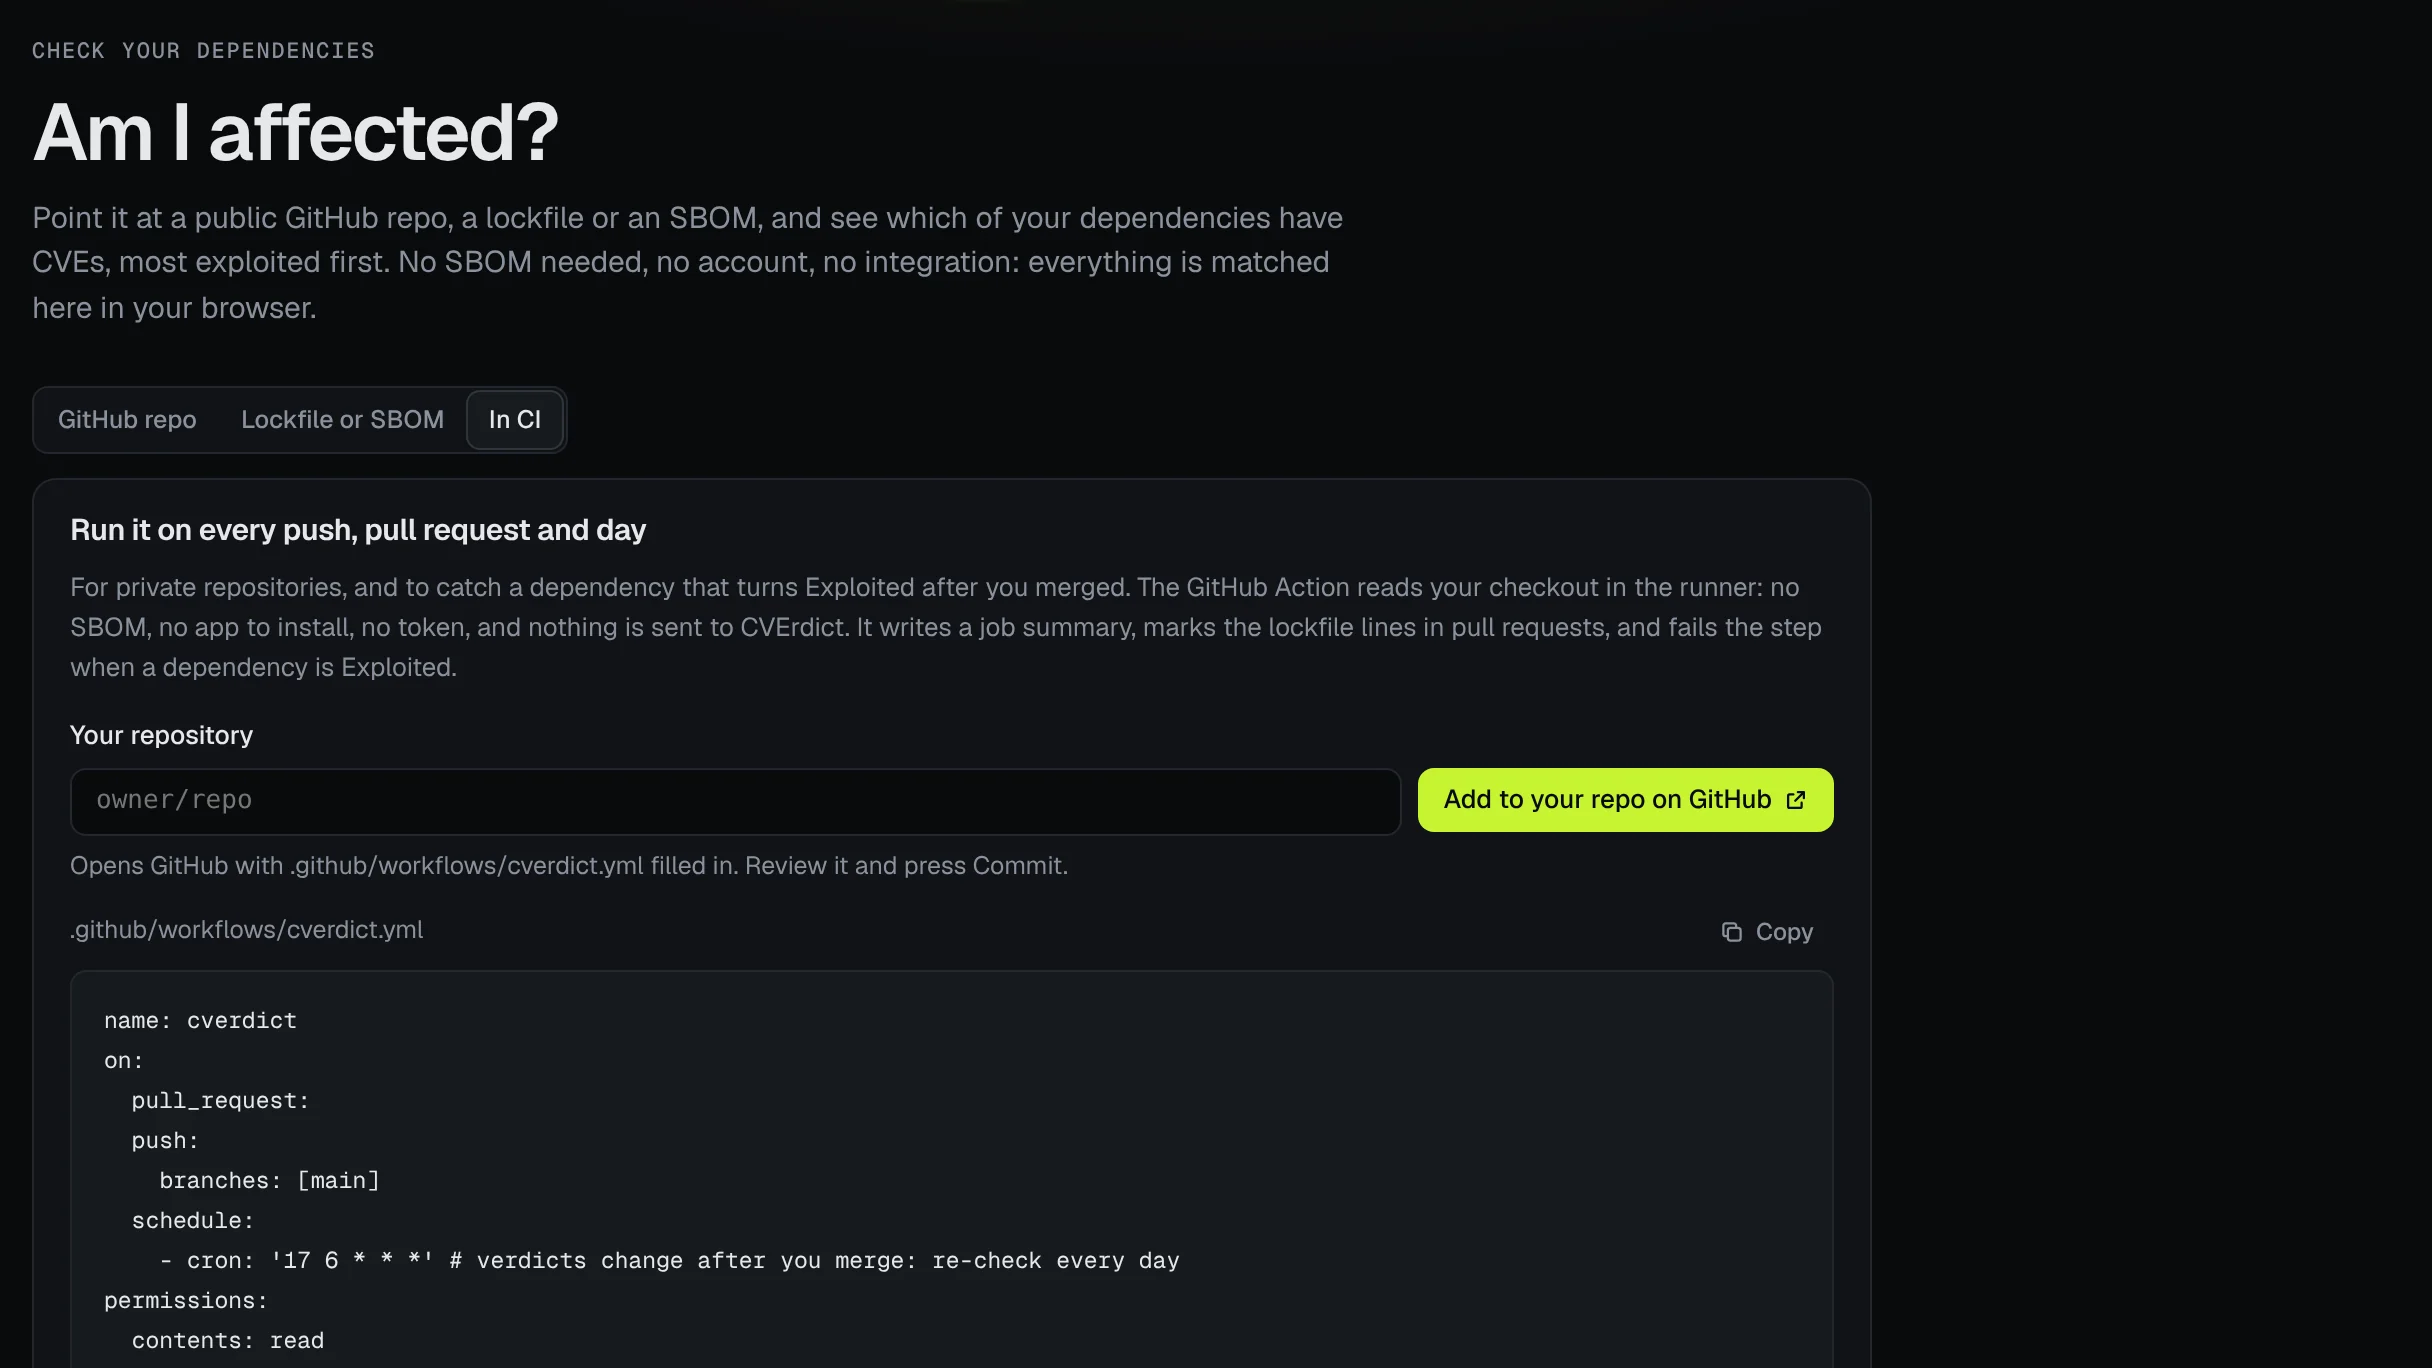 CHECK YOUR DEPENDENCIES
Am I affected?
Point it at a public GitHub repo, a lockfile or an SBOM, and see which of your dependencies have
CVEs, most exploited first. No SBOM needed, no account, no integration: everything is matched
here in your browser.
GitHub repo Lockfile or SBOM In CI
Run it on every push, pull request and day
For private repositories, and to catch a dependency that turns Exploited after you merged. The GitHub Action reads your checkout in the runner: no
SBOM, no app to install, no token, and nothing is sent to CVErdict. It writes a job summary, marks the lockfile lines in pull requests, and fails the step
when a dependency is Exploited.
Your repository
owner/repo
Add to your repo on GitHub
Opens GitHub with .github/workflows/cverdict.yml filled in. Review it and press Commit.
.github/workflows/cverdict.yml
Copy
name: cverdict
on:
  pull_request:
  push:
    branches: [main]
  schedule:
    - cron: '17 6 * * *' # verdicts change after you merge: re-check every day
permissions:
  contents: read